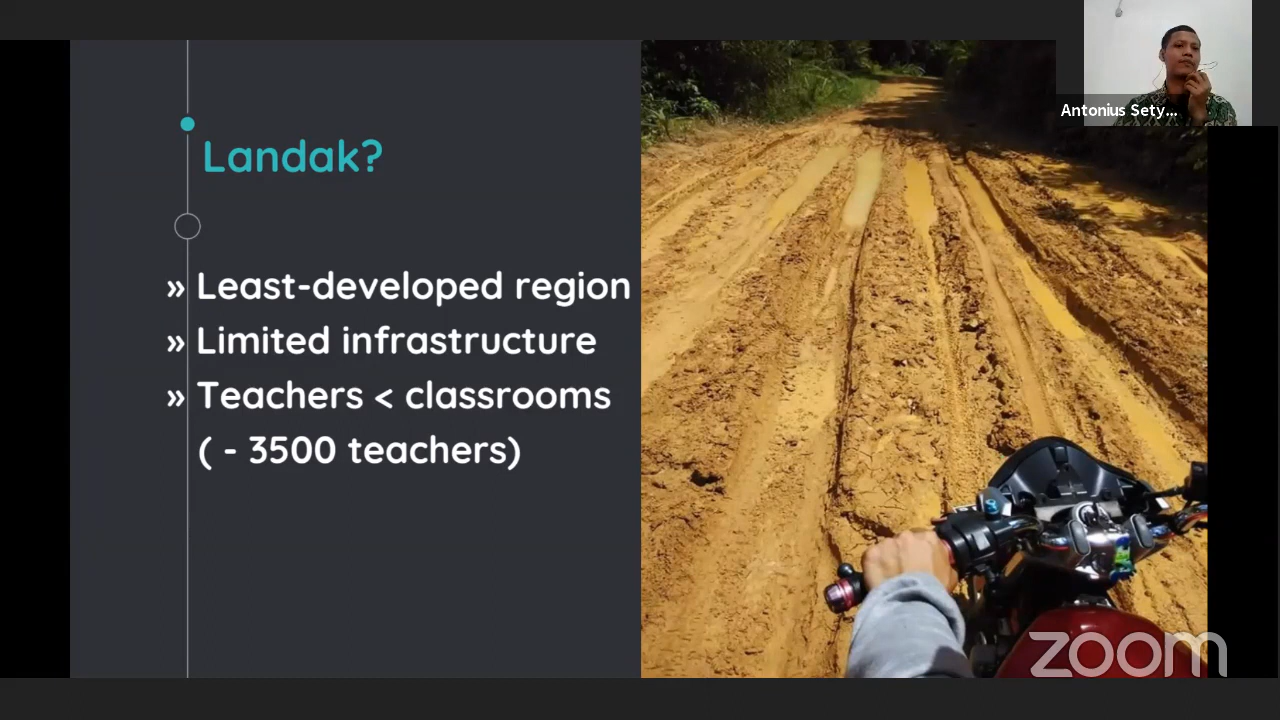 Landak?
» Least-developed region
» Limited infrastructure
» Teachers < classrooms
( - 3500 teachers)
Antonius Sety...
zoom